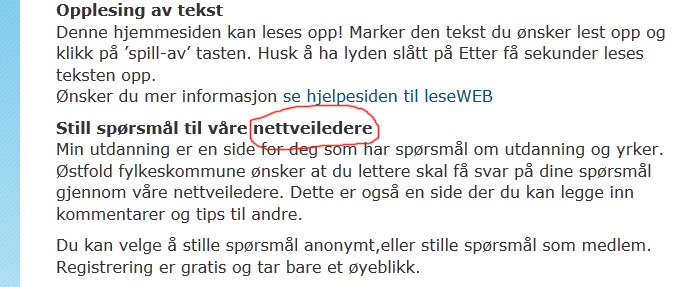 Opplesing av tekst
Denne hjemmesiden kan leses opp! Marker den tekst du ønsker lest opp og
klikk på ’spill-av’ tasten. Husk å ha lyden slått på Etter få sekunder leses
teksten opp.
Ønsker du mer informasjon se hjelpesiden til leseWEB
Still spørsmål til våre nettveiledere
Min utdanning er en side for deg som har spørsmål om utdanning og yrker.
Østfold fylkeskommune ønsker at du lettere skal få svar på dine spørsmål
gjennom våre nettveiledere. Dette er også en side der du kan legge inn
kommentarer og tips til andre.
Du kan velge å stille spørsmål anonymt,eller stille spørsmål som medlem.
Registrering er gratis og tar bare et øyeblikk.